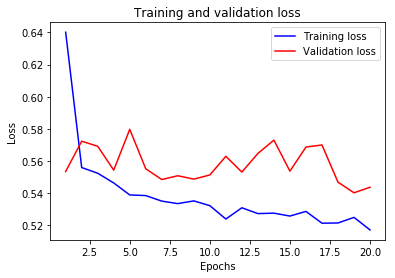 Training and validation loss
Training loss
Validation loss
Loss
0.64
0.62
0.60
0.58
0.56
0.54
0.52
2.5 5.0 7.5 10.0 12.5 15.0 17.5 20.0
Epochs